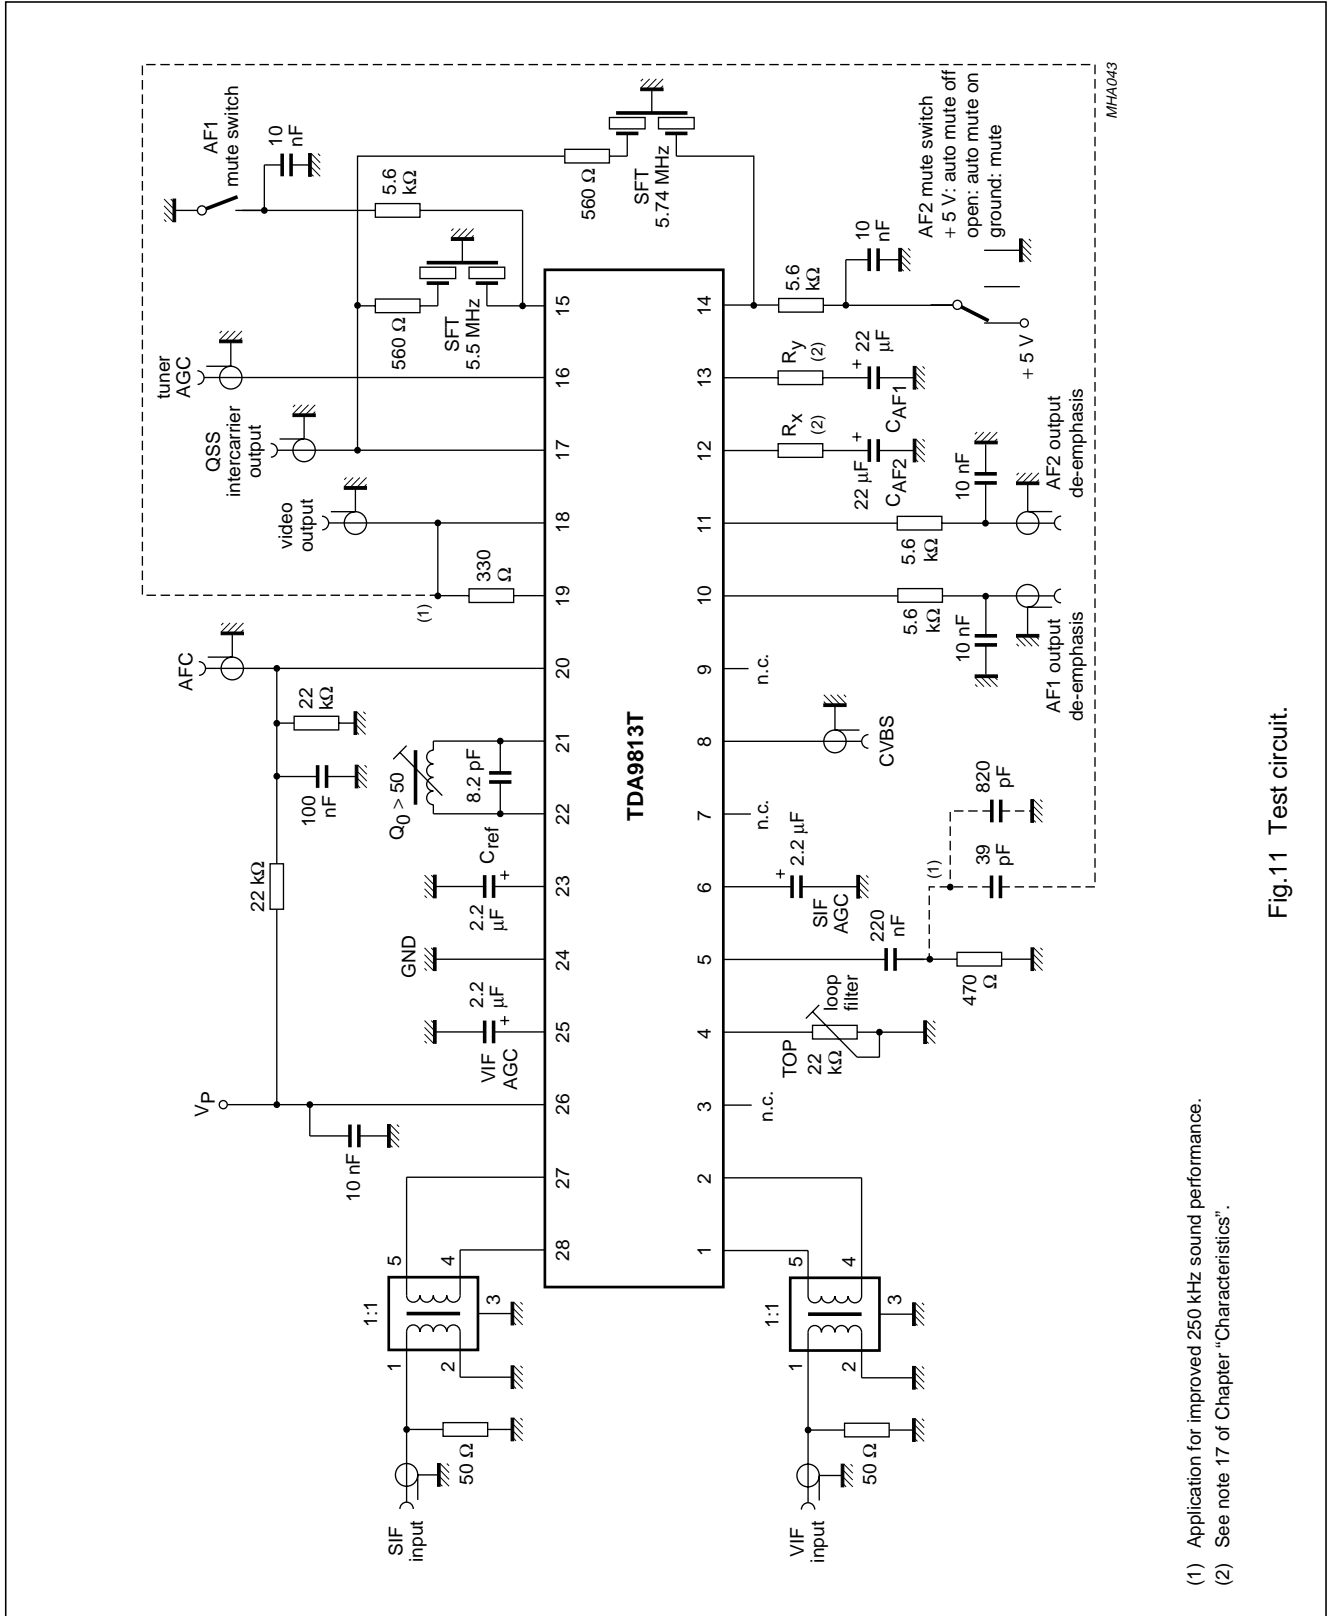 SIF
input
50 Ω
1:1
1
2
3
4
5
VP
10 nF
22 kΩ
100
nF
22
kΩ
AFC
VIF
AGC
2.2
μF
+
GND
2.2
μF
+
Cref
Q0 > 50
8.2 pF
(1)
330
Ω
video
output
QSS
intercarrier
output
tuner
AGC
560 Ω
SFT
5.5 MHz
AF1
mute switch
10
nF
5.6
kΩ
560 Ω
SFT
5.74 MHz
28
27
26
25
24
23
22
21
20
19
18
17
16
15
TDA9813T
1
2
3
4
5
6
7
8
9
10
11
12
13
14
VIF
input
50 Ω
1:1
1
2
3
4
5
n.c.
TOP
22
kΩ
loop
filter
220
nF
470
Ω
(1)
39
pF
820
pF
SIF
AGC
+
2.2 μF
n.c.
CVBS
n.c.
5.6
kΩ
10 nF
AF1 output
de-emphasis
5.6
kΩ
10 nF
AF2 output
de-emphasis
Rx
(2)
22 μF
+
CAF2
Ry
(2)
+
22
μF
CAF1
5.6
kΩ
10
nF
+ 5 V
AF2 mute switch
+ 5 V: auto mute off
open: auto mute on
ground: mute
MHA043
(1) Application for improved 250 kHz sound performance.
(2) See note 17 of Chapter “Characteristics”.
Fig.11 Test circuit.